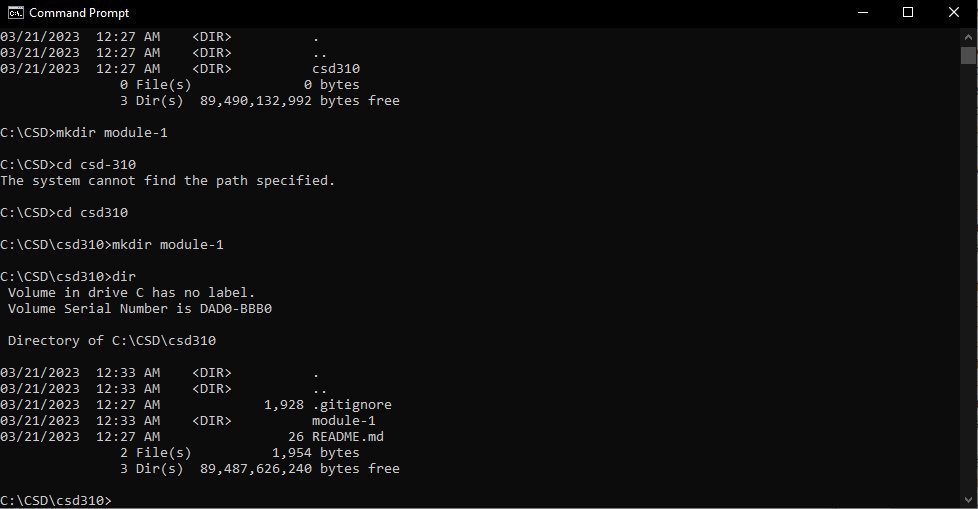 Command Prompt
03/21/2023  12:27 AM    <DIR>          .
03/21/2023  12:27 AM    <DIR>          ..
03/21/2023  12:27 AM    <DIR>          csd310
               0 File(s)              0 bytes
               3 Dir(s)  89,490,132,992 bytes free
C:\CSD>mkdir module-1
C:\CSD>cd csd-310
The system cannot find the path specified.
C:\CSD>cd csd310
C:\CSD\csd310>mkdir module-1
C:\CSD\csd310>dir
 Volume in drive C has no label.
 Volume Serial Number is DAD0-BBB0
 Directory of C:\CSD\csd310
03/21/2023  12:33 AM    <DIR>          .
03/21/2023  12:33 AM    <DIR>          ..
03/21/2023  12:27 AM             1,928 .gitignore
03/21/2023  12:33 AM    <DIR>          module-1
03/21/2023  12:27 AM                26 README.md
               2 File(s)          1,954 bytes
               3 Dir(s)  89,487,626,240 bytes free
C:\CSD\csd310>